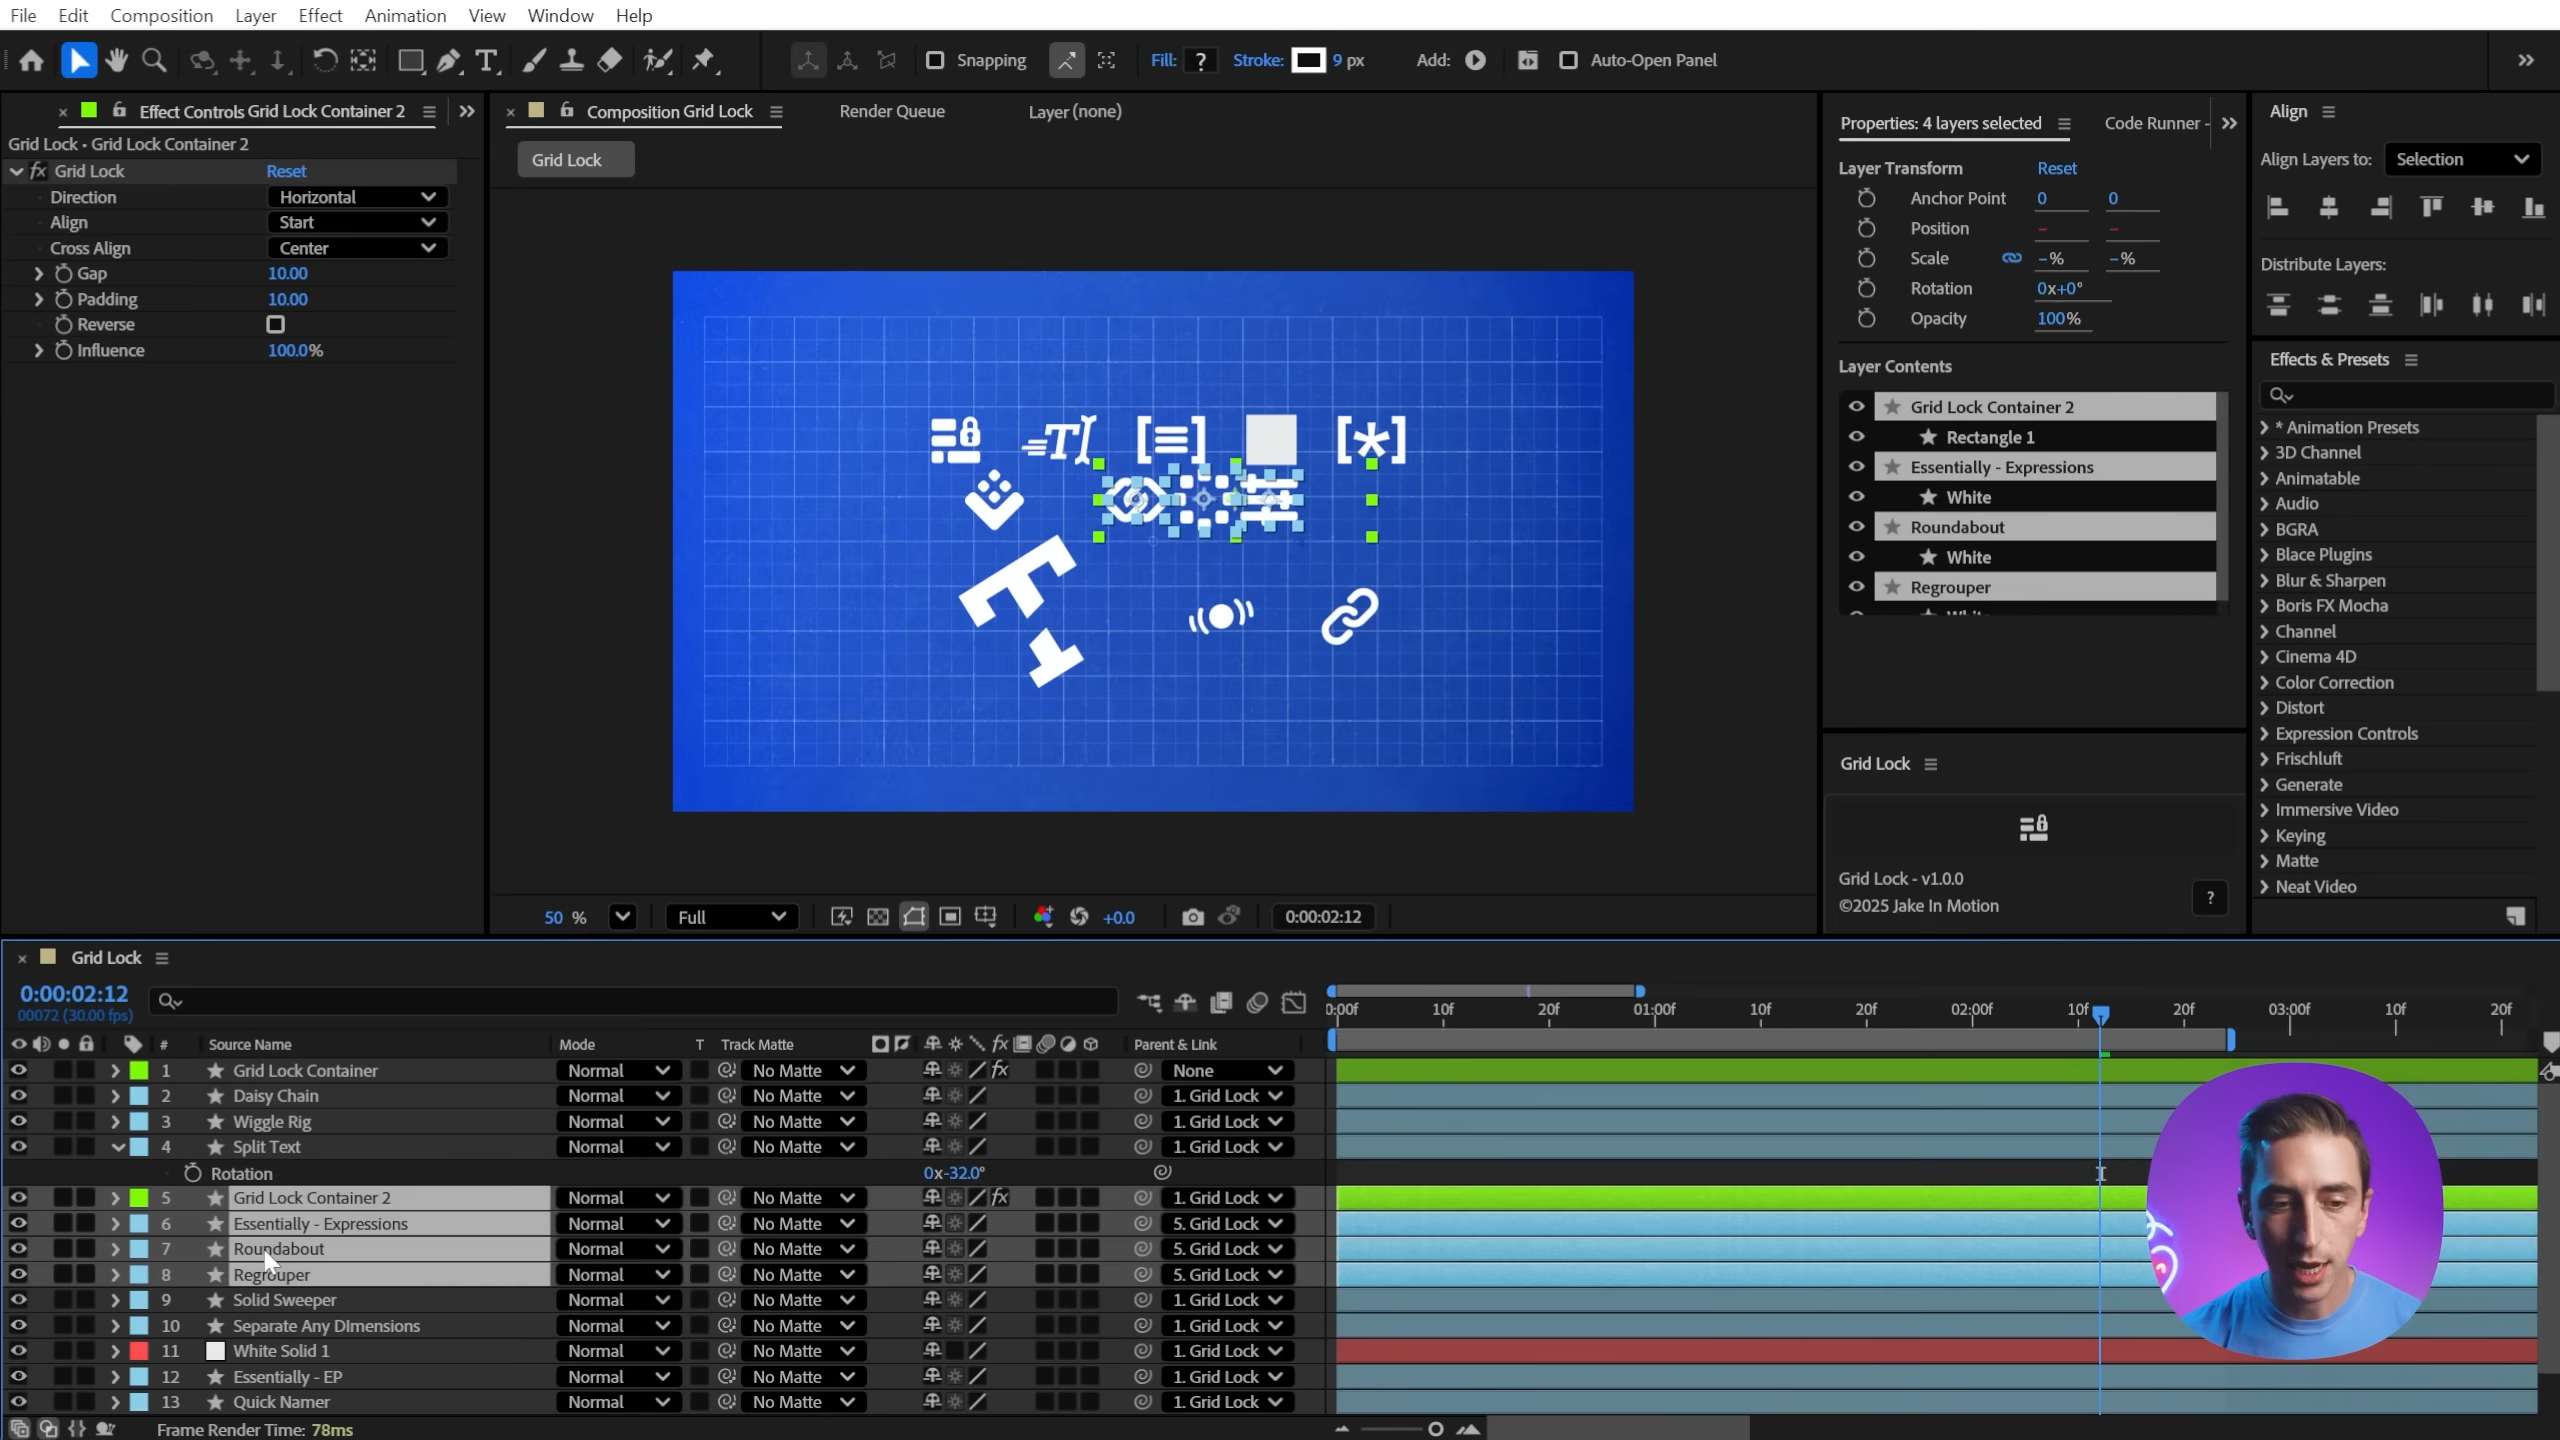 File Edit Composition Layer Effect Animation View Window Help
Snapping Fill: ? Stroke: 9 px Add: Auto-Open Panel
Effect Controls Grid Lock Container 2
Grid Lock • Grid Lock Container 2
fx Grid Lock Reset
Direction Horizontal
Align Start
Cross Align Center
Gap 10.00
Padding 10.00
Reverse
Influence 100.0%
Composition Grid Lock Render Queue Layer (none)
Grid Lock
50 % Full +0.0 0:00:02:12
Properties: 4 layers selected Code Runner -
Layer Transform Reset
Anchor Point 0 0
Position – –
Scale –% –%
Rotation 0x+0°
Opacity 100%
Layer Contents
Grid Lock Container 2
Rectangle 1
Essentially - Expressions
White
Roundabout
White
Regrouper
Grid Lock
Grid Lock - v1.0.0
©2025 Jake In Motion
?
Align
Align Layers to: Selection
Distribute Layers:
Effects & Presets
* Animation Presets
3D Channel
Animatable
Audio
BGRA
Blace Plugins
Blur & Sharpen
Boris FX Mocha
Channel
Cinema 4D
Color Correction
Distort
Expression Controls
Frischluft
Generate
Immersive Video
Keying
Matte
Neat Video
Grid Lock
0:00:02:12
00072 (30.00 fps)
0:00f 10f 20f 01:00f 10f 20f 02:00f 10f 20f 03:00f 10f 20f
# Source Name Mode T Track Matte fx Parent & Link
1 Grid Lock Container Normal No Matte fx None
2 Daisy Chain Normal No Matte 1. Grid Lock
3 Wiggle Rig Normal No Matte 1. Grid Lock
4 Split Text Normal No Matte 1. Grid Lock
Rotation 0x-32.0°
5 Grid Lock Container 2 Normal No Matte fx 1. Grid Lock
6 Essentially - Expressions Normal No Matte 5. Grid Lock
7 Roundabout Normal No Matte 5. Grid Lock
8 Regrouper Normal No Matte 5. Grid Lock
9 Solid Sweeper Normal No Matte 1. Grid Lock
10 Separate Any DImensions Normal No Matte 1. Grid Lock
11 White Solid 1 Normal No Matte 1. Grid Lock
12 Essentially - EP Normal No Matte 1. Grid Lock
13 Quick Namer Normal No Matte 1. Grid Lock
Frame Render Time: 78ms